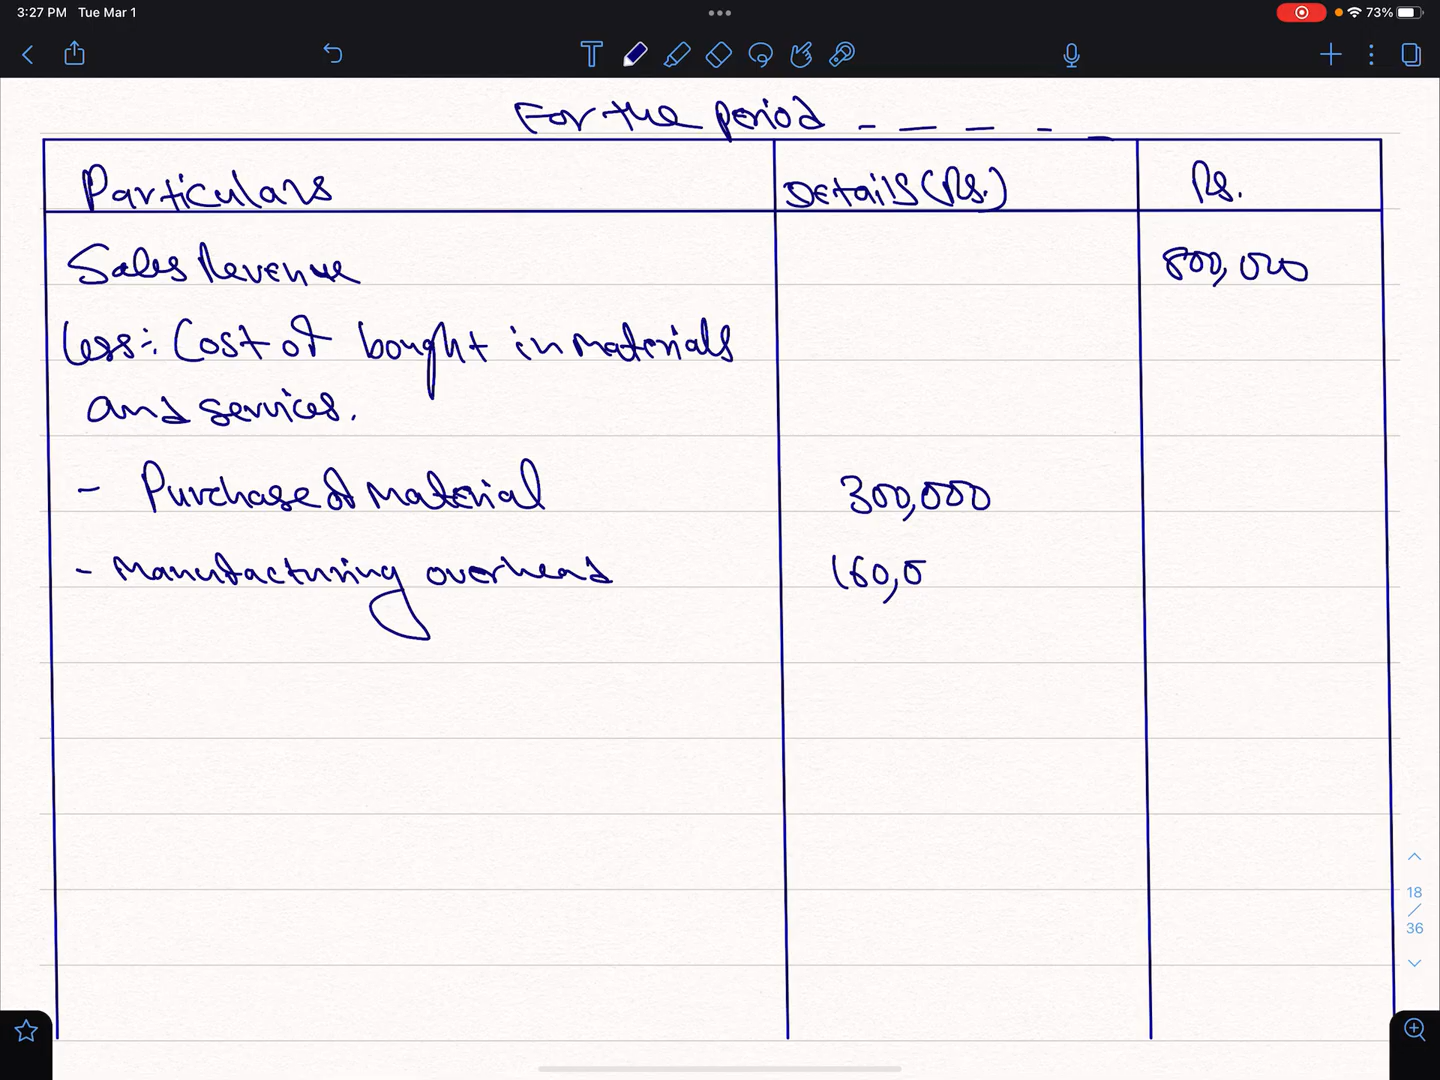 3:27 PM Tue Mar 1
73%
For the period _ _ _ _ _
Particulars Details (Rs.) Rs.
Sales Revenue 800,000
Less:- Cost of bought in materials
and services.
- Purchase of material 300,000
- Manufacturing overhead 160,0
18
/
36